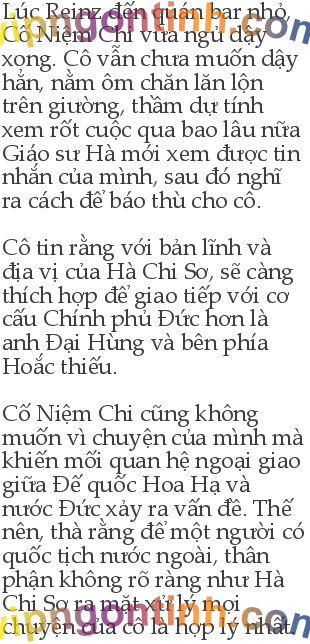 Lúc Reinz đến quán bar nhỏ,
Cố Niệm Chi vừa ngủ dậy
xong. Cô vẫn chưa muốn dậy
hẳn, nằm ôm chăn lăn lộn
trên giường, thầm dự tính
xem rốt cuộc qua bao lâu nữa
Giáo sư Hà mới xem được tin
nhắn của mình, sau đó nghĩ
ra cách để báo thù cho cô.

Cô tin rằng với bản lĩnh và
địa vị của Hà Chi Sơ, sẽ càng
thích hợp để giao tiếp với cơ
cấu Chính phủ Đức hơn là
anh Đại Hùng và bên phía
Hoắc thiếu.

Cố Niệm Chi cũng không
muốn vì chuyện của mình mà
khiến mối quan hệ ngoại giao
giữa Đế quốc Hoa Hạ và
nước Đức xảy ra vấn đề. Thế
nên, thà rằng để một người có
quốc tịch nước ngoài, thân
phận không rõ ràng như Hà
Chi Sơ ra mặt xử lý mọi
chuyện của cô là hợp lý nhất